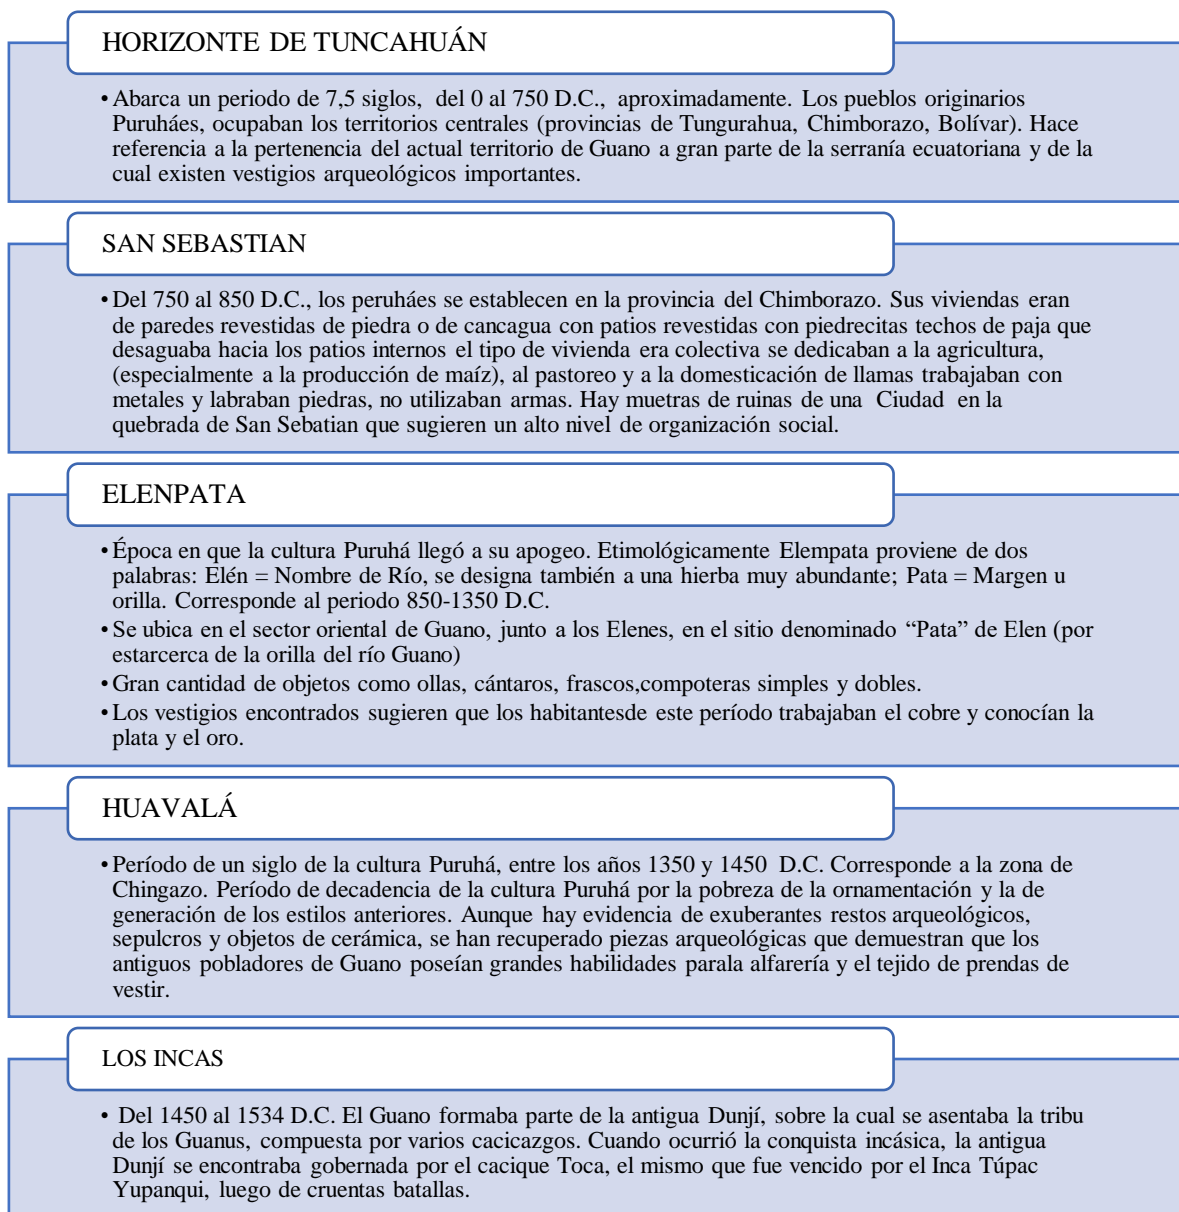 HORIZONTE DE TUNCAHUÁN
• Abarca un periodo de 7,5 siglos, del 0 al 750 D.C., aproximadamente. Los pueblos originarios
Puruháes, ocupaban los territorios centrales (provincias de Tungurahua, Chimborazo, Bolívar). Hace
referencia a la pertenencia del actual territorio de Guano a gran parte de la serranía ecuatoriana y de la
cual existen vestigios arqueológicos importantes.
SAN SEBASTIAN
• Del 750 al 850 D.C., los peruháes se establecen en la provincia del Chimborazo. Sus viviendas eran
de paredes revestidas de piedra o de cancagua con patios revestidas con piedrecitas techos de paja que
desaguaba hacia los patios internos el tipo de vivienda era colectiva se dedicaban a la agricultura,
(especialmente a la producción de maíz), al pastoreo y a la domesticación de llamas trabajaban con
metales y labraban piedras, no utilizaban armas. Hay muetras de ruinas de una Ciudad en la
quebrada de San Sebatian que sugieren un alto nivel de organización social.
ELENPATA
• Época en que la cultura Puruhá llegó a su apogeo. Etimológicamente Elempata proviene de dos
palabras: Elén = Nombre de Río, se designa también a una hierba muy abundante; Pata = Margen u
orilla. Corresponde al periodo 850-1350 D.C.
• Se ubica en el sector oriental de Guano, junto a los Elenes, en el sitio denominado “Pata” de Elen (por
estarcerca de la orilla del río Guano)
• Gran cantidad de objetos como ollas, cántaros, frascos,compoteras simples y dobles.
• Los vestigios encontrados sugieren que los habitantesde este período trabajaban el cobre y conocían la
plata y el oro.
HUAVALÁ
• Período de un siglo de la cultura Puruhá, entre los años 1350 y 1450 D.C. Corresponde a la zona de
Chingazo. Período de decadencia de la cultura Puruhá por la pobreza de la ornamentación y la de
generación de los estilos anteriores. Aunque hay evidencia de exuberantes restos arqueológicos,
sepulcros y objetos de cerámica, se han recuperado piezas arqueológicas que demuestran que los
antiguos pobladores de Guano poseían grandes habilidades parala alfarería y el tejido de prendas de
vestir.
LOS INCAS
• Del 1450 al 1534 D.C. El Guano formaba parte de la antigua Dunjí, sobre la cual se asentaba la tribu
de los Guanus, compuesta por varios cacicazgos. Cuando ocurrió la conquista incásica, la antigua
Dunjí se encontraba gobernada por el cacique Toca, el mismo que fue vencido por el Inca Túpac
Yupanqui, luego de cruentas batallas.